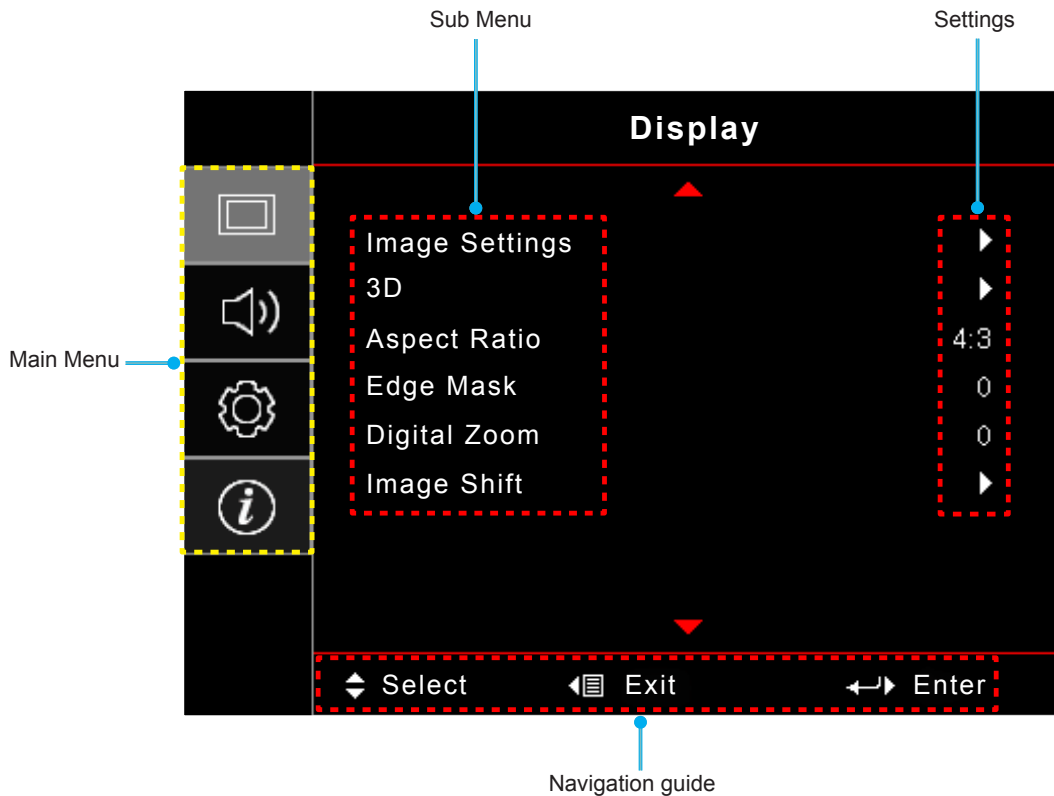 Sub Menu
Settings
Display
Image Settings
3D
Aspect Ratio 4:3
Edge Mask 0
Digital Zoom 0
Image Shift
Main Menu
i
Select Exit Enter
Navigation guide